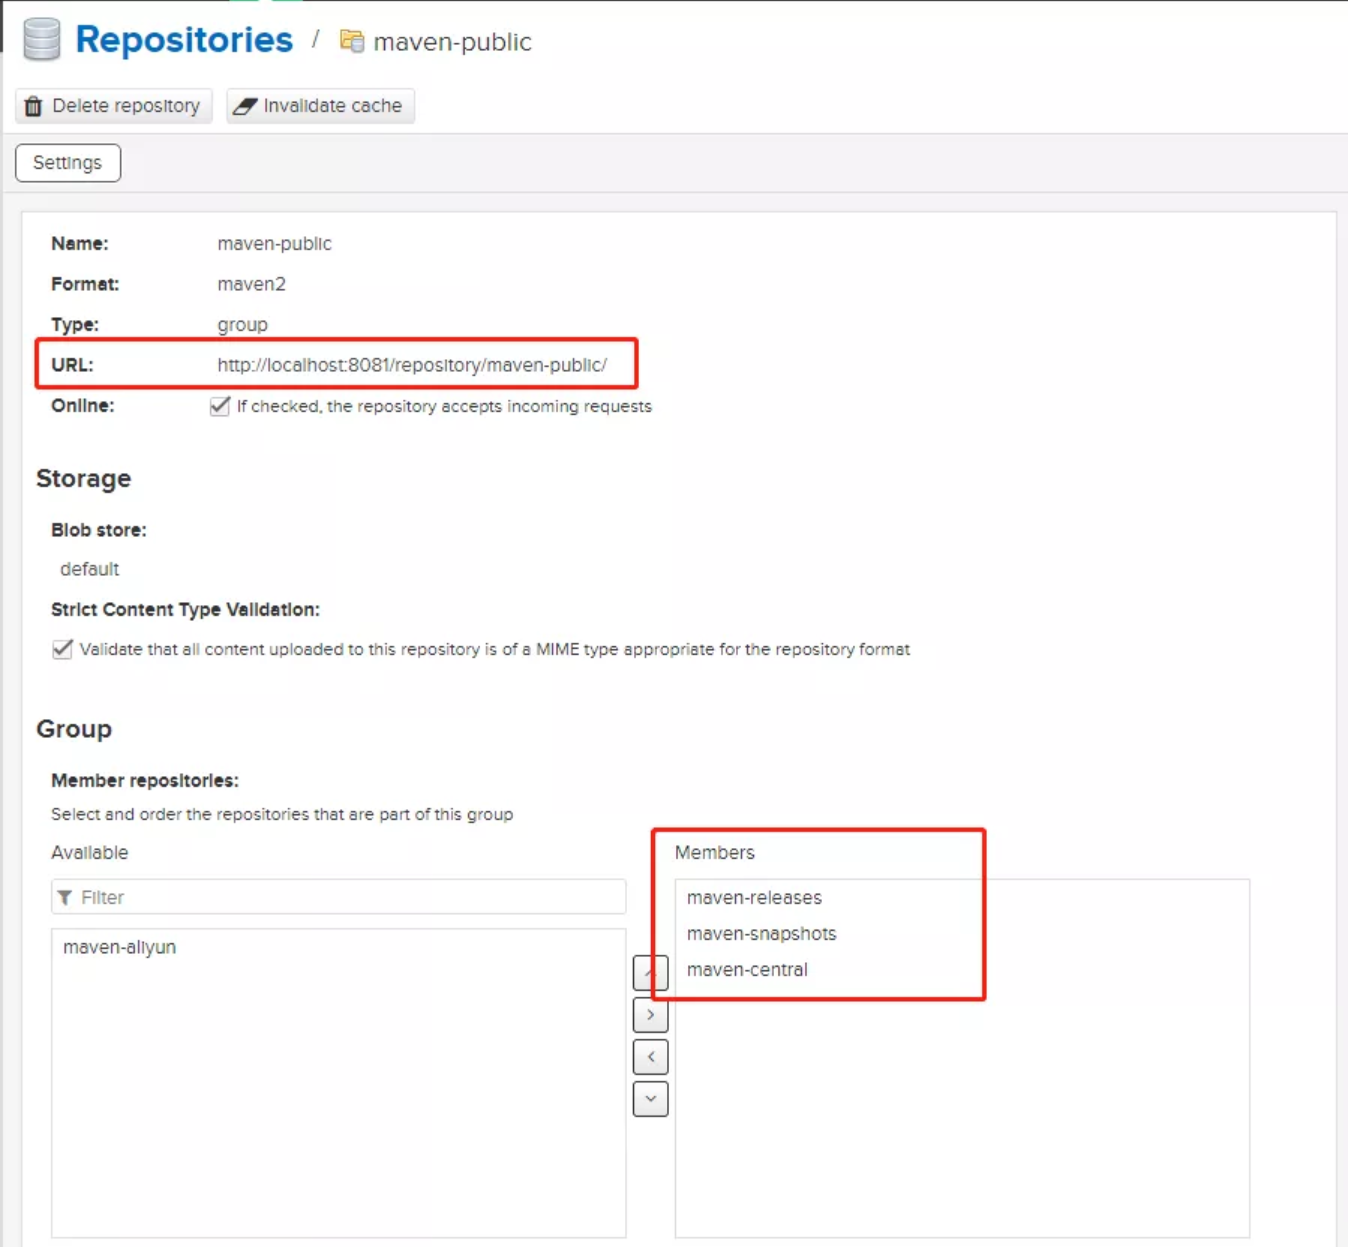 Repositories / maven-public
Delete repository Invalidate cache
Settings
Name: maven-public
Format: maven2
Type: group
URL: http://localhost:8081/repository/maven-public/
Online: If checked, the repository accepts incoming requests
Storage
Blob store:
default
Strict Content Type Validation:
Validate that all content uploaded to this repository is of a MIME type appropriate for the repository format
Group
Member repositories:
Select and order the repositories that are part of this group
Available
Filter
maven-aliyun
Members
maven-releases
maven-snapshots
maven-central